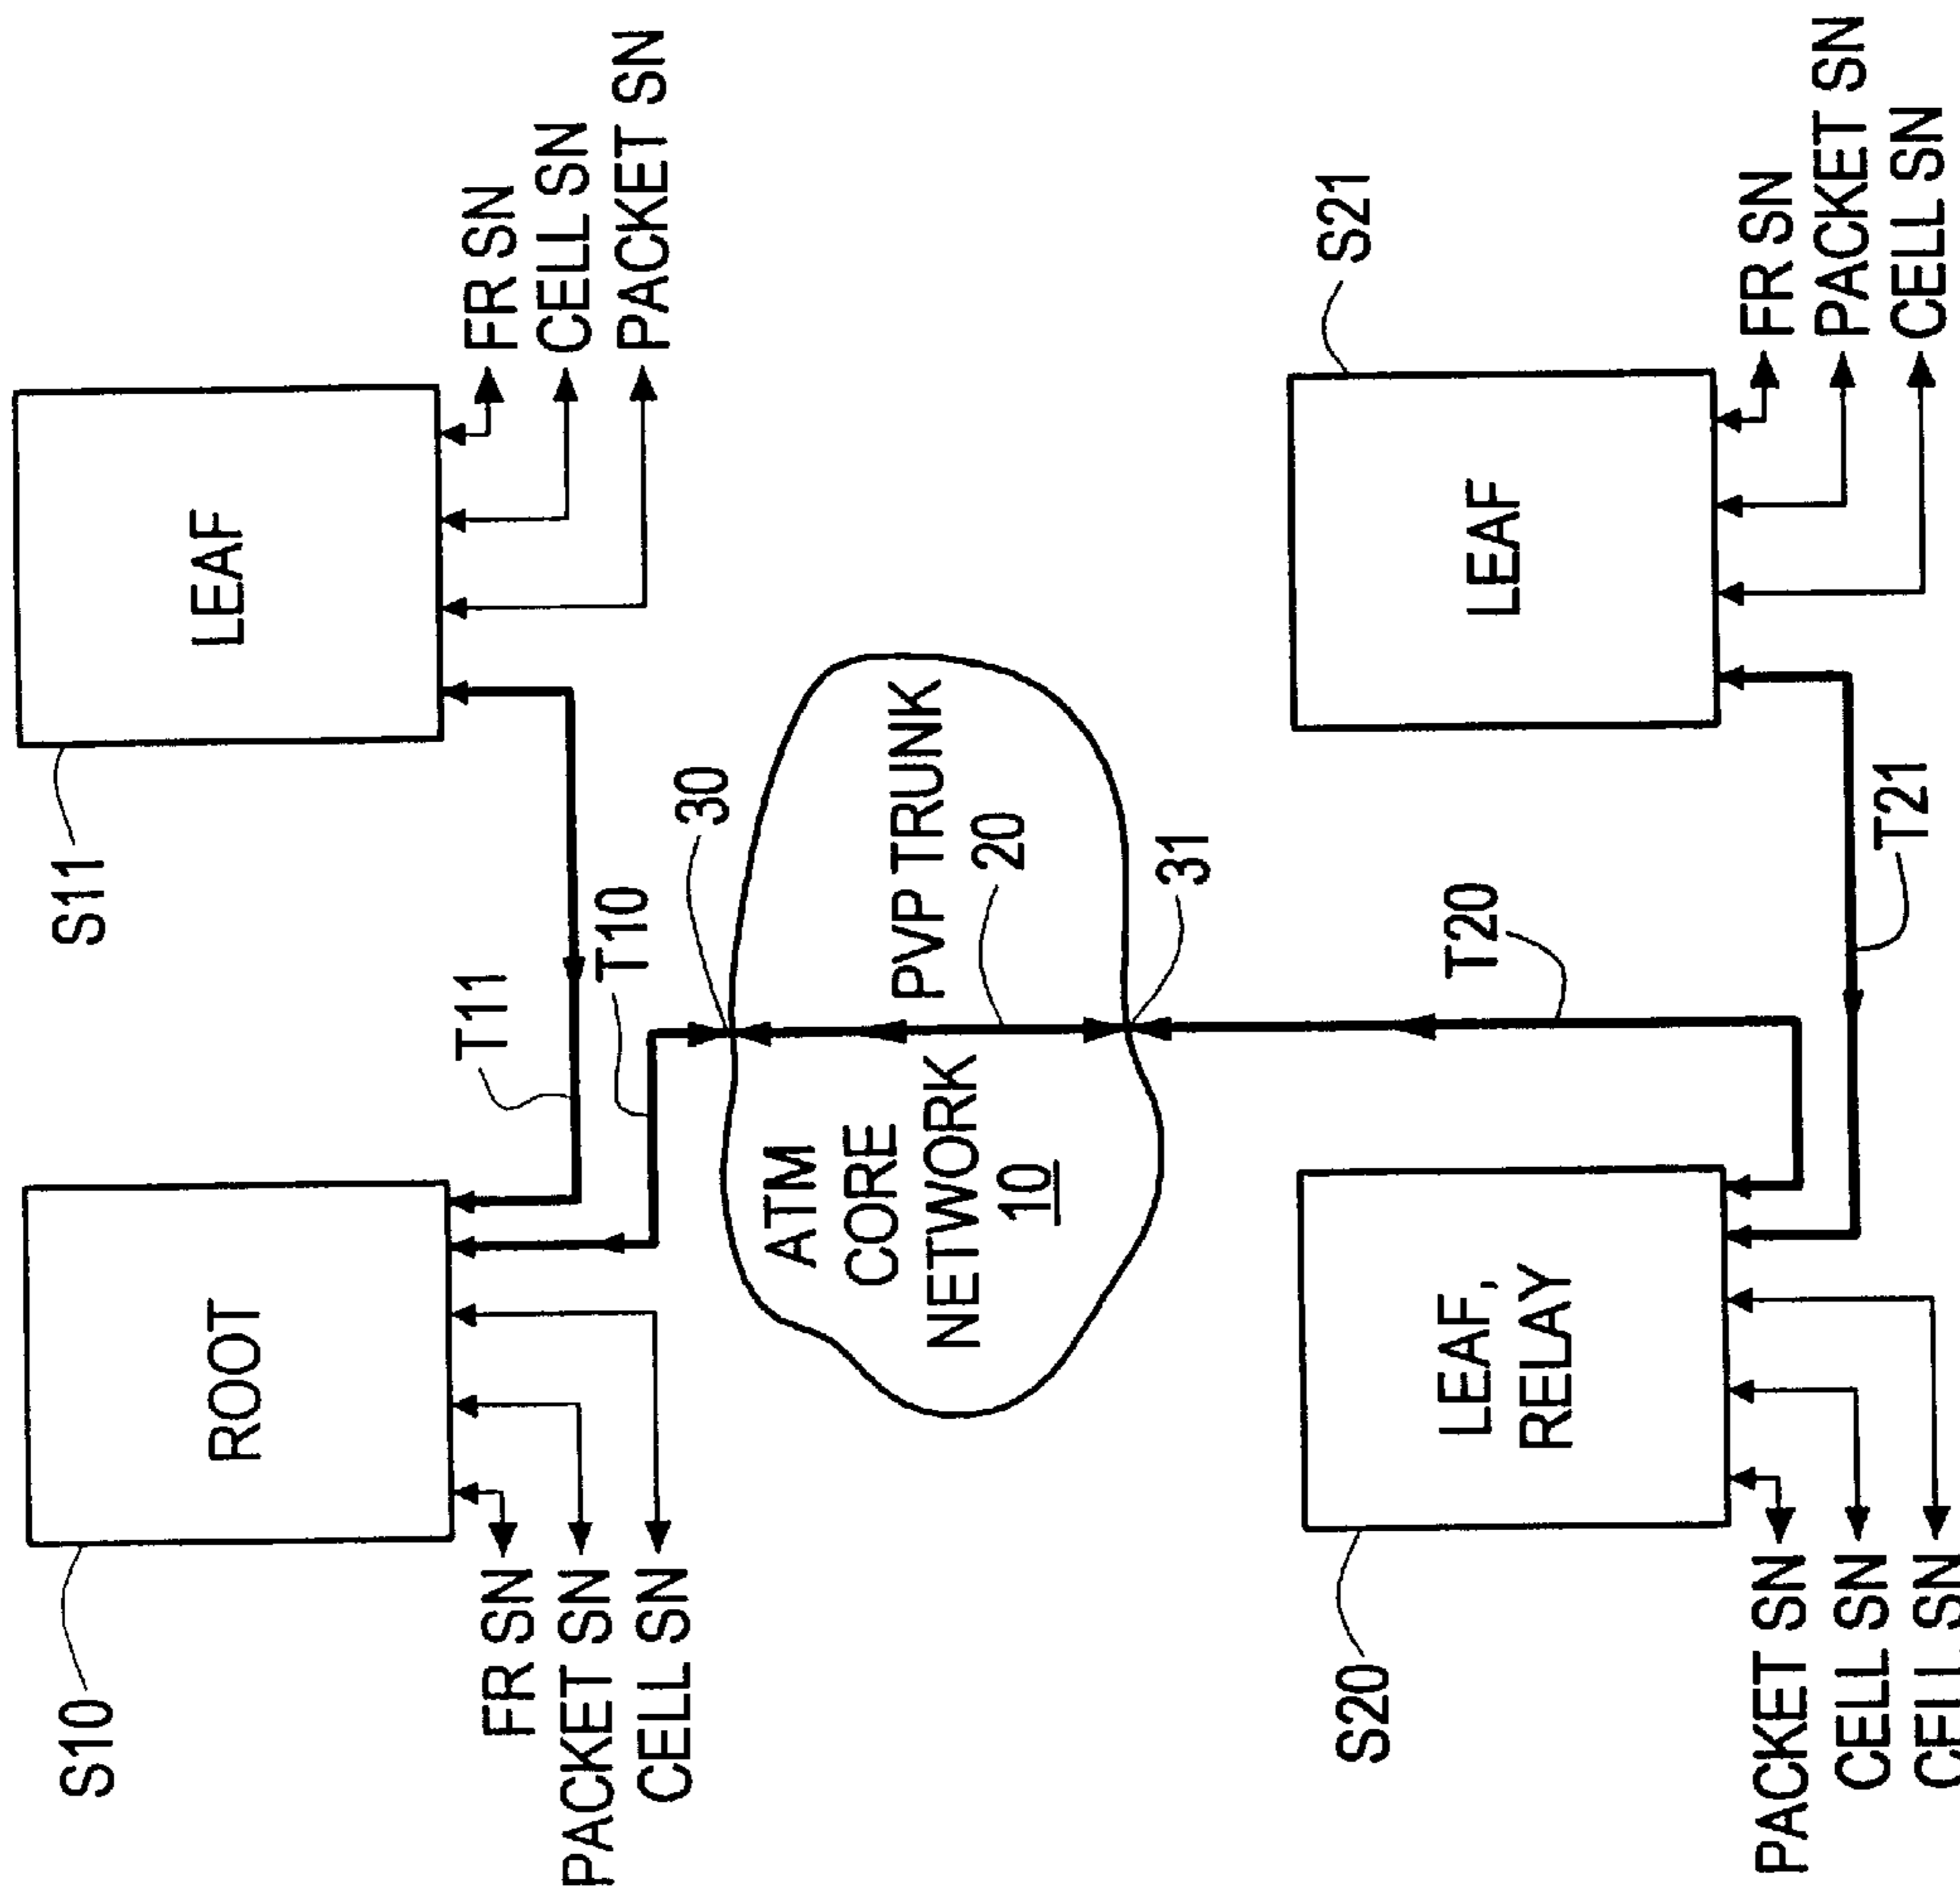 S10
ROOT
FR SN
PACKET SN
CELL SN
T11
T10
S11
LEAF
FR SN
CELL SN
PACKET SN
30
ATM
CORE
NETWORK
10
PVP TRUNK
20
31
S20
LEAF,
RELAY
PACKET SN
CELL SN
CELL SN
T20
T21
S21
LEAF
FR SN
PACKET SN
CELL SN